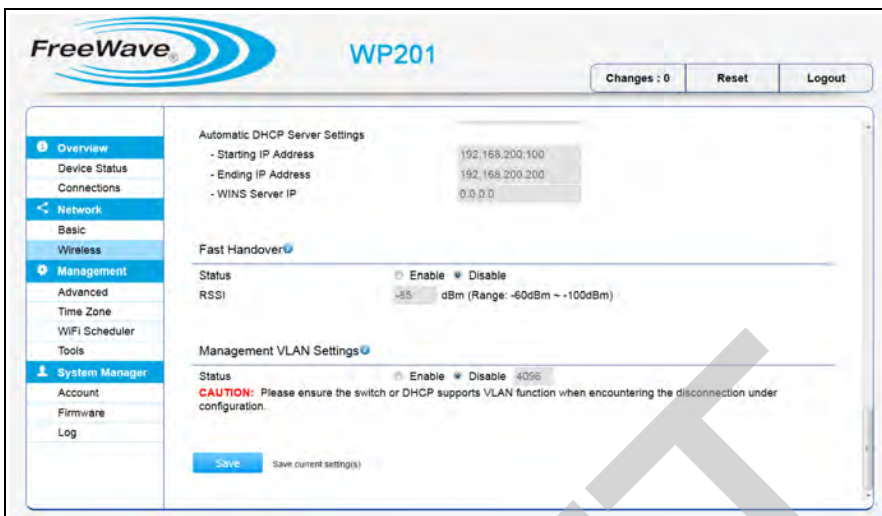 FreeWave®
WP201
Changes : 0 Reset Logout
Overview
Device Status
Connections
Network
Basic
Wireless
Management
Advanced
Time Zone
WiFi Scheduler
Tools
System Manager
Account
Firmware
Log
Automatic DHCP Server Settings
- Starting IP Address 192.168.200.100
- Ending IP Address 192.168.200.200
- WINS Server IP 0.0.0.0
Fast Handover
Status Enable Disable
RSSI -85 dBm (Range: -60dBm ~ -100dBm)
Management VLAN Settings
Status Enable Disable 4096
CAUTION: Please ensure the switch or DHCP supports VLAN function when encountering the disconnection under
configuration.
Save Save current setting(s)